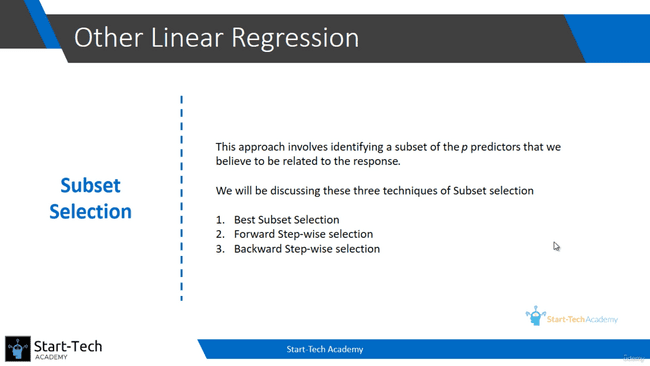 Other Linear Regression
Subset
Selection
This approach involves identifying a subset of the p predictors that we
believe to be related to the response.
We will be discussing these three techniques of Subset selection
1. Best Subset Selection
2. Forward Step-wise selection
3. Backward Step-wise selection
Start-Tech Academy
Start-Tech
ACADEMY
Start-Tech Academy
Udemy